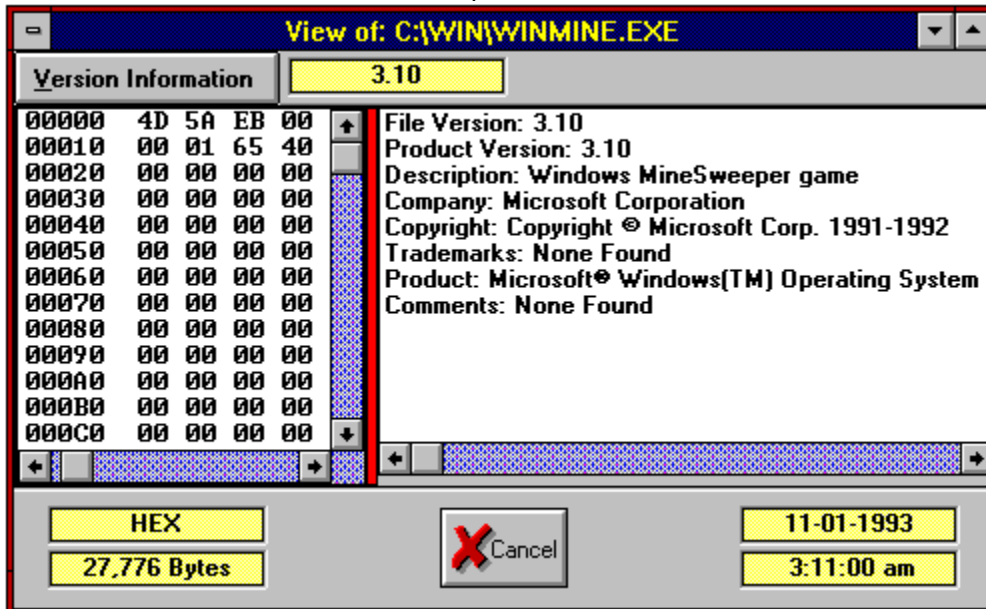 View of: C:\WIN\WINMINE.EXE
Version Information
3.10
00000 4D 5A EB 00
00010 00 01 65 40
00020 00 00 00 00
00030 00 00 00 00
00040 00 00 00 00
00050 00 00 00 00
00060 00 00 00 00
00070 00 00 00 00
00080 00 00 00 00
00090 00 00 00 00
000A0 00 00 00 00
000B0 00 00 00 00
000C0 00 00 00 00
File Version: 3.10
Product Version: 3.10
Description: Windows MineSweeper game
Company: Microsoft Corporation
Copyright: Copyright © Microsoft Corp. 1991-1992
Trademarks: None Found
Product: Microsoft® Windows(TM) Operating System
Comments: None Found
HEX
27,776 Bytes
Cancel
11-01-1993
3:11:00 am